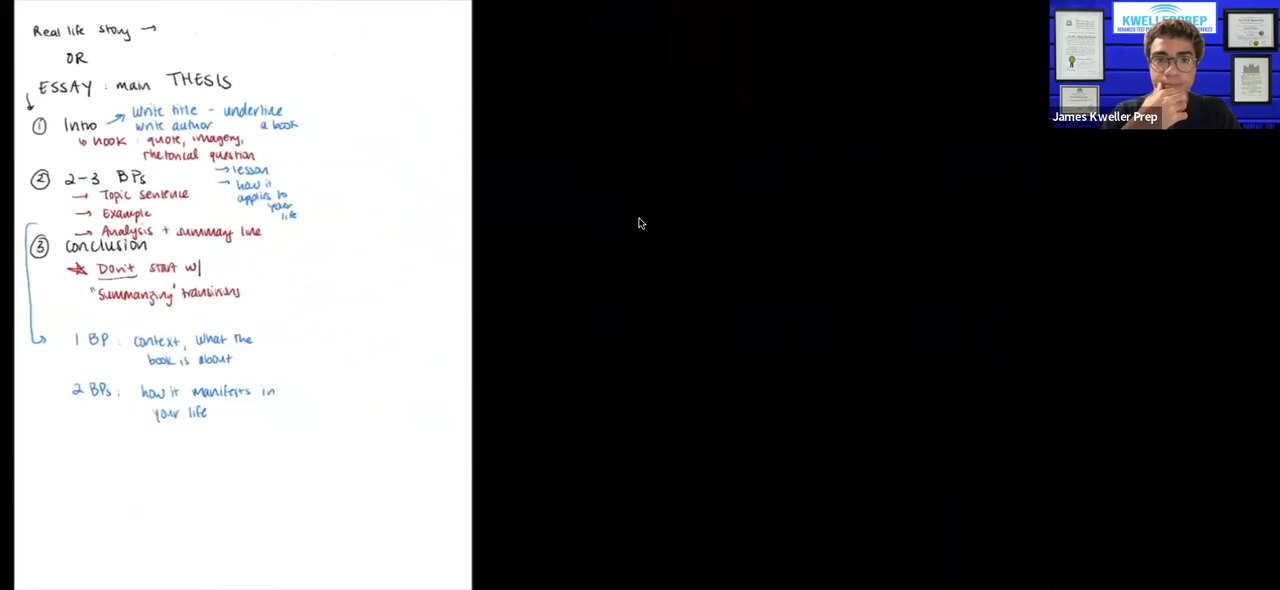 Real life story →
OR
ESSAY : main THESIS
① Intro → write title - underline a book
write author
↳ hook : quote, imagery,
rhetorical question
② 2-3 BPs
→ Topic sentence
→ Example
→ Analysis + summary line
→ lesson
→ how it
applies to
your
life
③ Conclusion
☆ Don't start w/
"summarizing" transitions
1 BP : context, what the
book is about
2 BPs : how it manifests in
your life
KWELLERPREP
James Kweller Prep